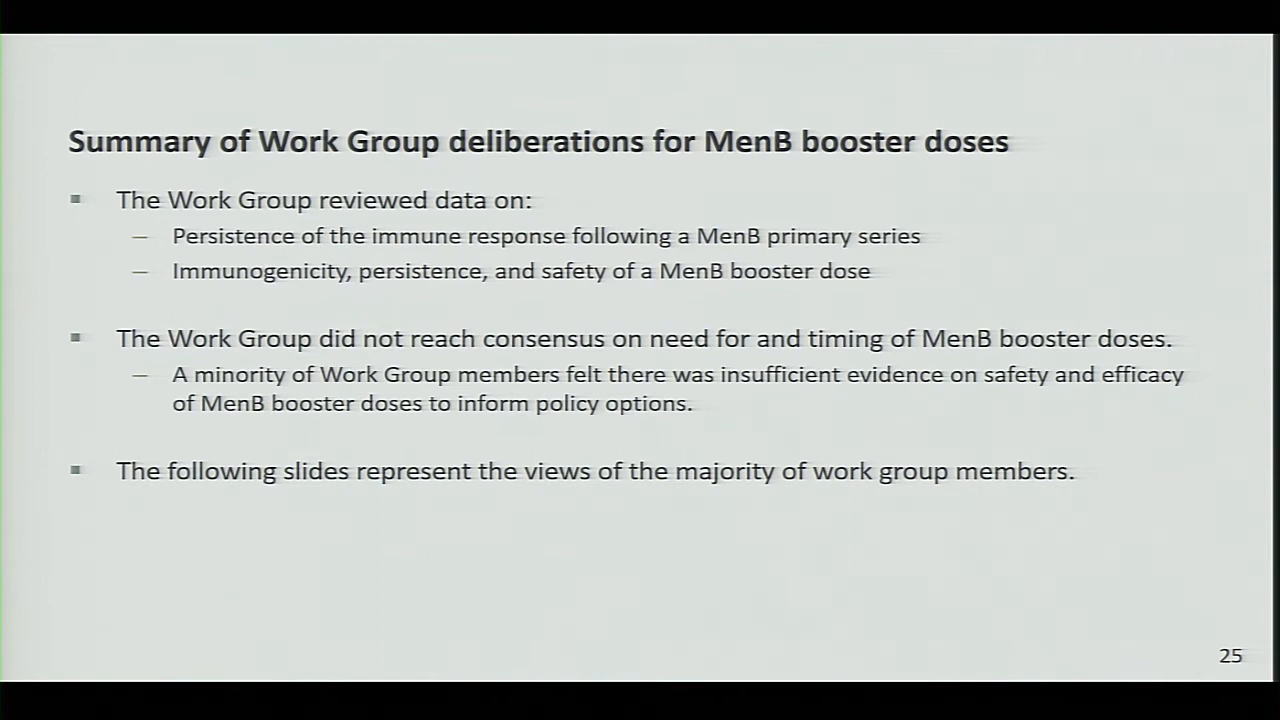 Summary of Work Group deliberations for MenB booster doses
▪ The Work Group reviewed data on:
– Persistence of the immune response following a MenB primary series
– Immunogenicity, persistence, and safety of a MenB booster dose
▪ The Work Group did not reach consensus on need for and timing of MenB booster doses.
– A minority of Work Group members felt there was insufficient evidence on safety and efficacy
of MenB booster doses to inform policy options.
▪ The following slides represent the views of the majority of work group members.
25